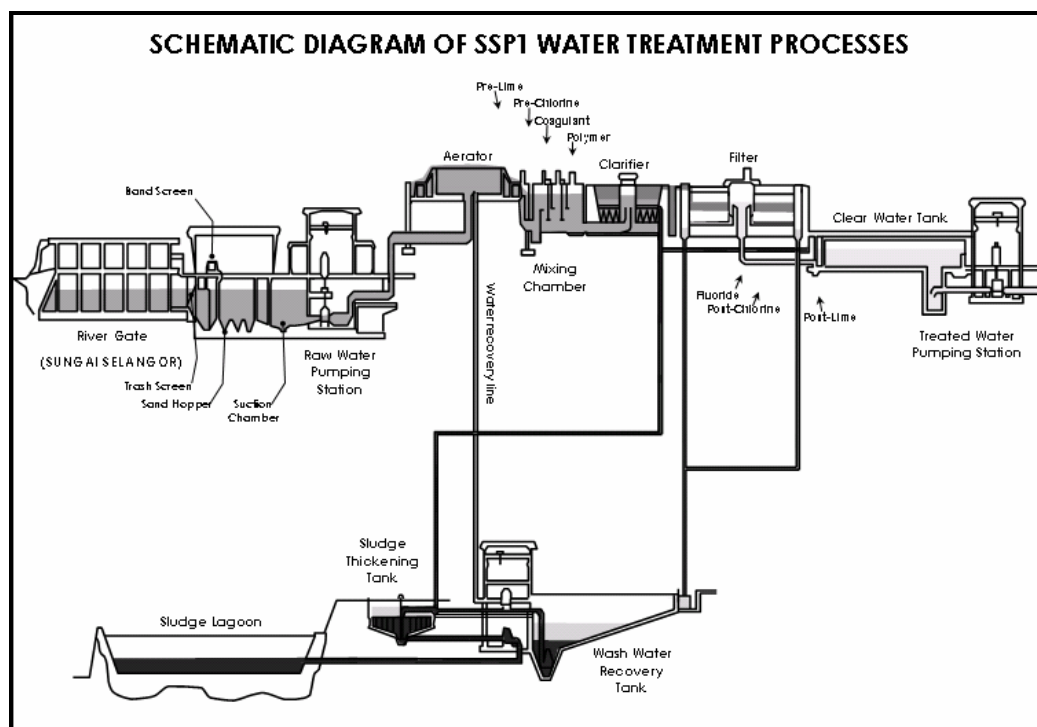 SCHEMATIC DIAGRAM OF SSP1 WATER TREATMENT PROCESSES
Pre-Lime
Pre-Chlorine
Coagulant
Polymer
Aerator
Clarifier
Filter
Band Screen
Clear Water Tank
Mixing
Chamber
Fluoride
Post-Chlorine
Post-Lime
River Gate
(SUNGAI SELANGOR)
Trash Screen
Sand Hopper
Suction
Chamber
Raw Water
Pumping
Station
Water recovery line
Treated Water
Pumping Station
Sludge
Thickening
Tank
Sludge Lagoon
Wash Water
Recovery
Tank